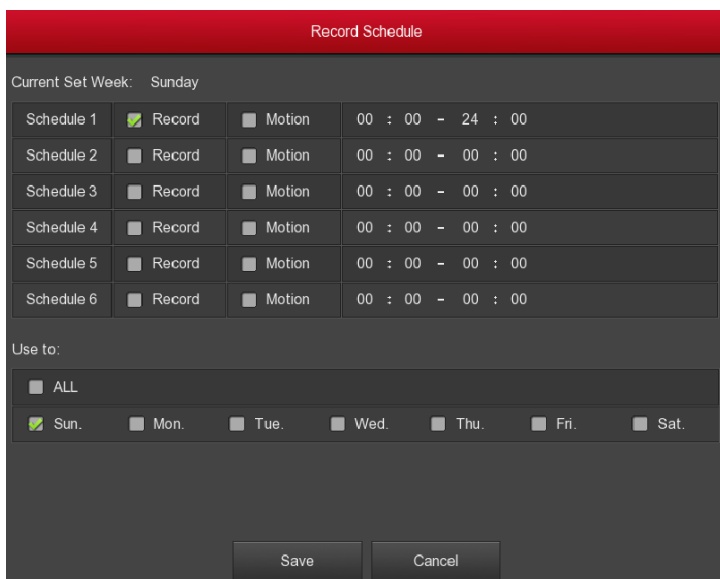 Record Schedule
Current Set Week: Sunday
Schedule 1 Record Motion 00 : 00 - 24 : 00
Schedule 2 Record Motion 00 : 00 - 00 : 00
Schedule 3 Record Motion 00 : 00 - 00 : 00
Schedule 4 Record Motion 00 : 00 - 00 : 00
Schedule 5 Record Motion 00 : 00 - 00 : 00
Schedule 6 Record Motion 00 : 00 - 00 : 00
Use to:
ALL
Sun. Mon. Tue. Wed. Thu. Fri. Sat.
Save Cancel